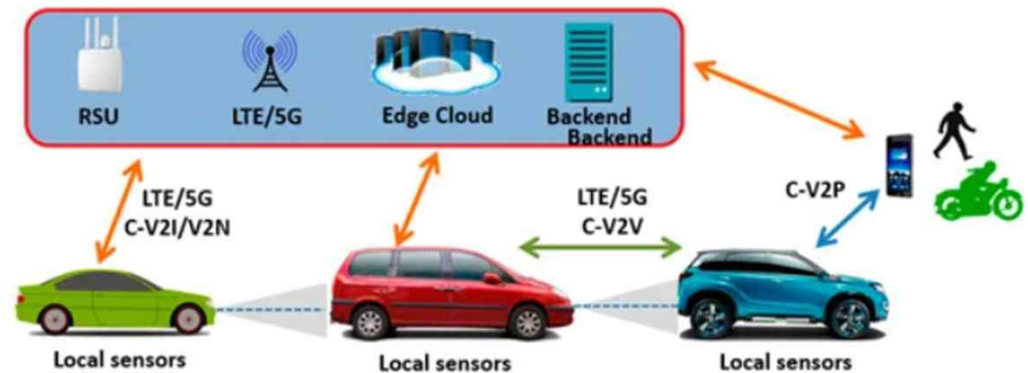 RSU
LTE/5G
Edge Cloud
Backend
Backend
LTE/5G
C-V2I/V2N
LTE/5G
C-V2V
C-V2P
Local sensors
Local sensors
Local sensors